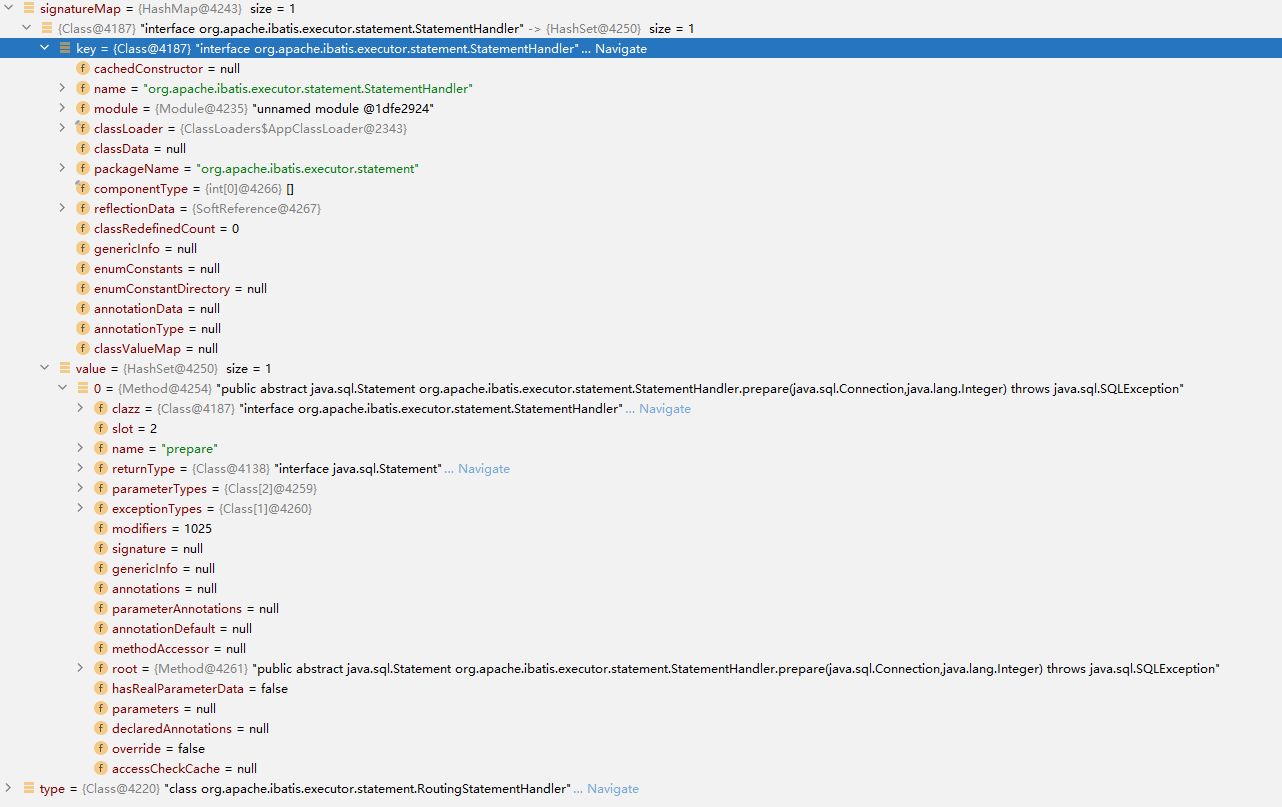 signatureMap = {HashMap@4243} size = 1
{Class@4187} "interface org.apache.ibatis.executor.statement.StatementHandler" -> {HashSet@4250} size = 1
key = {Class@4187} "interface org.apache.ibatis.executor.statement.StatementHandler" ... Navigate
f cachedConstructor = null
f name = "org.apache.ibatis.executor.statement.StatementHandler"
f module = {Module@4235} "unnamed module @1dfe2924"
f classLoader = {ClassLoaders$AppClassLoader@2343}
f classData = null
f packageName = "org.apache.ibatis.executor.statement"
f componentType = {int[0]@4266} []
f reflectionData = {SoftReference@4267}
f classRedefinedCount = 0
f genericInfo = null
f enumConstants = null
f enumConstantDirectory = null
f annotationData = null
f annotationType = null
f classValueMap = null
value = {HashSet@4250} size = 1
0 = {Method@4254} "public abstract java.sql.Statement org.apache.ibatis.executor.statement.StatementHandler.prepare(java.sql.Connection,java.lang.Integer) throws java.sql.SQLException"
f clazz = {Class@4187} "interface org.apache.ibatis.executor.statement.StatementHandler" ... Navigate
f slot = 2
f name = "prepare"
f returnType = {Class@4138} "interface java.sql.Statement" ... Navigate
f parameterTypes = {Class[2]@4259}
f exceptionTypes = {Class[1]@4260}
f modifiers = 1025
f signature = null
f genericInfo = null
f annotations = null
f parameterAnnotations = null
f annotationDefault = null
f methodAccessor = null
f root = {Method@4261} "public abstract java.sql.Statement org.apache.ibatis.executor.statement.StatementHandler.prepare(java.sql.Connection,java.lang.Integer) throws java.sql.SQLException"
f hasRealParameterData = false
f parameters = null
f declaredAnnotations = null
f override = false
f accessCheckCache = null
type = {Class@4220} "class org.apache.ibatis.executor.statement.RoutingStatementHandler" ... Navigate